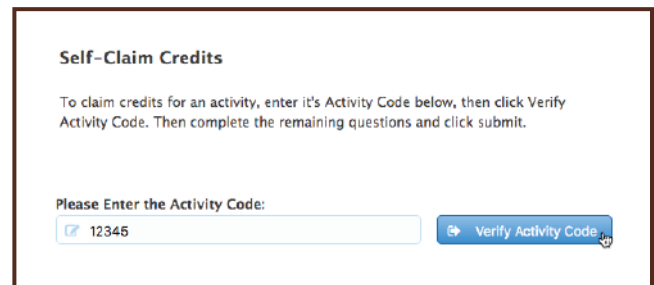 Self-Claim Credits
To claim credits for an activity, enter it's Activity Code below, then click Verify
Activity Code. Then complete the remaining questions and click submit.
Please Enter the Activity Code:
12345
Verify Activity Code